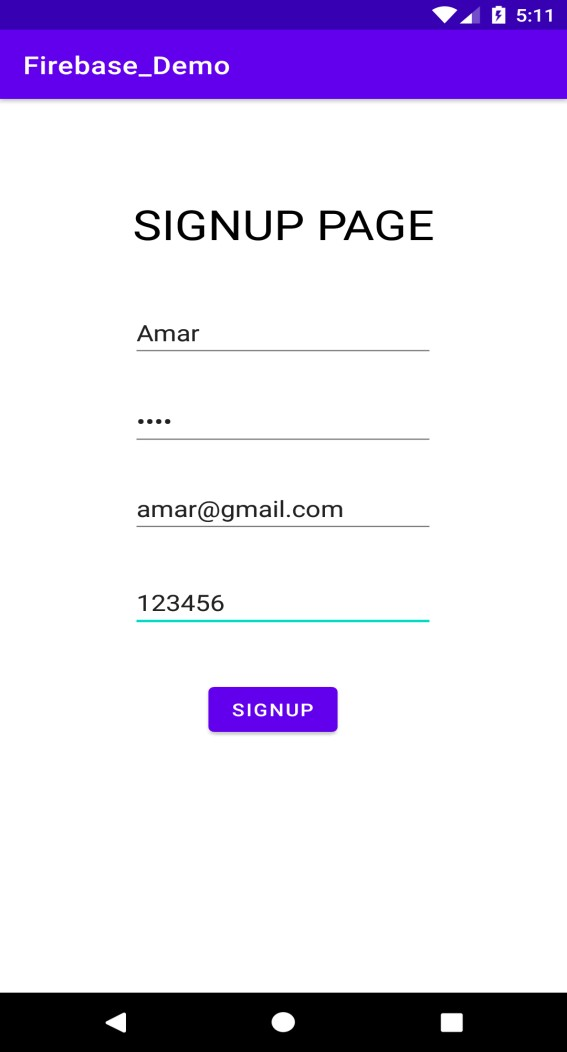 5:11
Firebase_Demo
SIGNUP PAGE
Amar
••••
amar@gmail.com
123456
SIGNUP